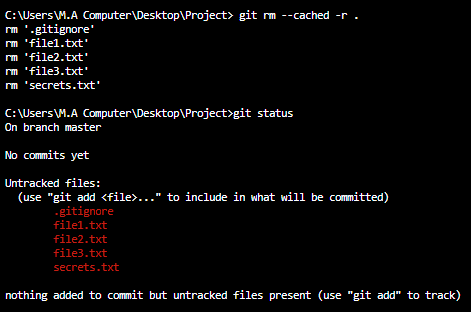 C:\Users\M.A Computer\Desktop\Project> git rm --cached -r .
rm '.gitignore'
rm 'file1.txt'
rm 'file2.txt'
rm 'file3.txt'
rm 'secrets.txt'
C:\Users\M.A Computer\Desktop\Project>git status
On branch master
No commits yet
Untracked files:
(use "git add <file>..." to include in what will be committed)
.gitignore
file1.txt
file2.txt
file3.txt
secrets.txt
nothing added to commit but untracked files present (use "git add" to track)